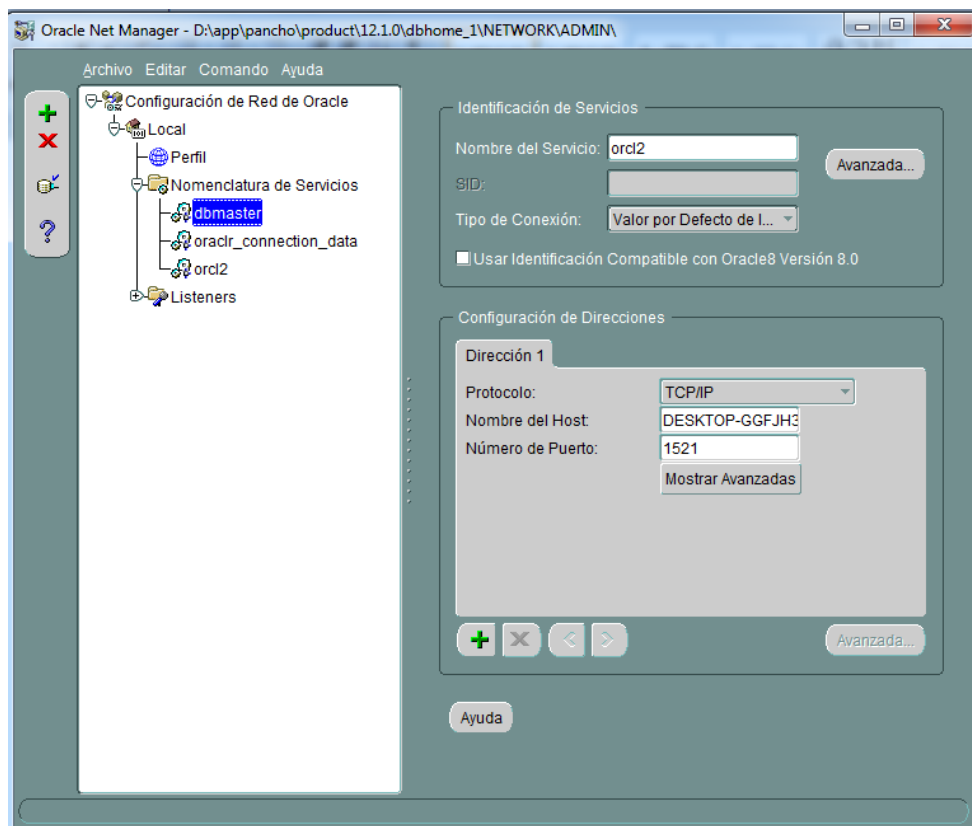 Oracle Net Manager - D:\app\pancho\product\12.1.0\dbhome_1\NETWORK\ADMIN\
Archivo Editar Comando Ayuda
Configuración de Red de Oracle
Local
Perfil
Nomenclatura de Servicios
dbmaster
oraclr_connection_data
orcl2
Listeners
Identificación de Servicios
Nombre del Servicio: orcl2
Avanzada...
SID:
Tipo de Conexión: Valor por Defecto de l...
Usar Identificación Compatible con Oracle8 Versión 8.0
Configuración de Direcciones
Dirección 1
Protocolo: TCP/IP
Nombre del Host: DESKTOP-GGFJH3
Número de Puerto: 1521
Mostrar Avanzadas
Avanzada...
Ayuda